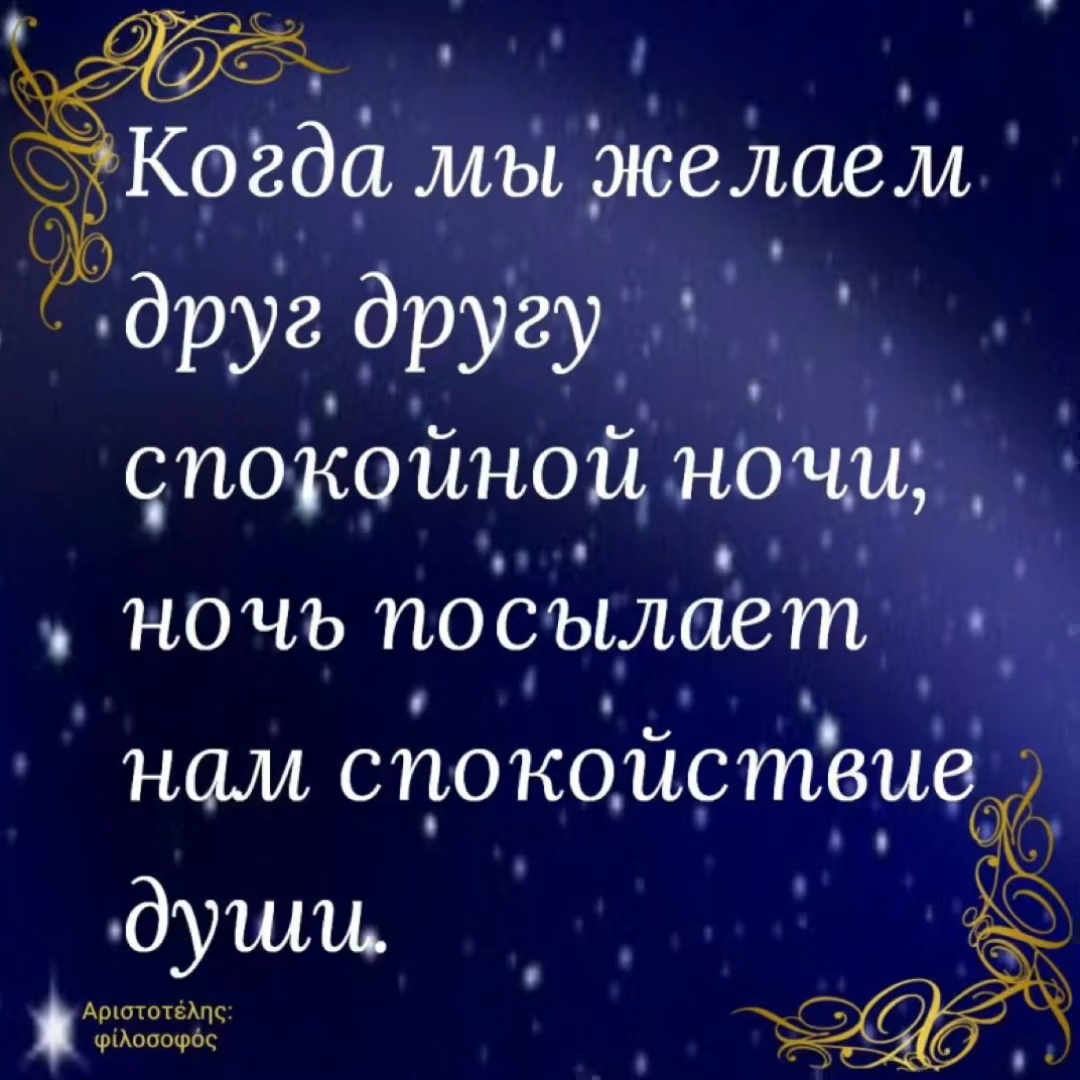 Когда мы желаем
друг другу
спокойной ночи,
ночь посылает
нам спокойствие
души.
Αριστοτέλης:
φίλοσοφός